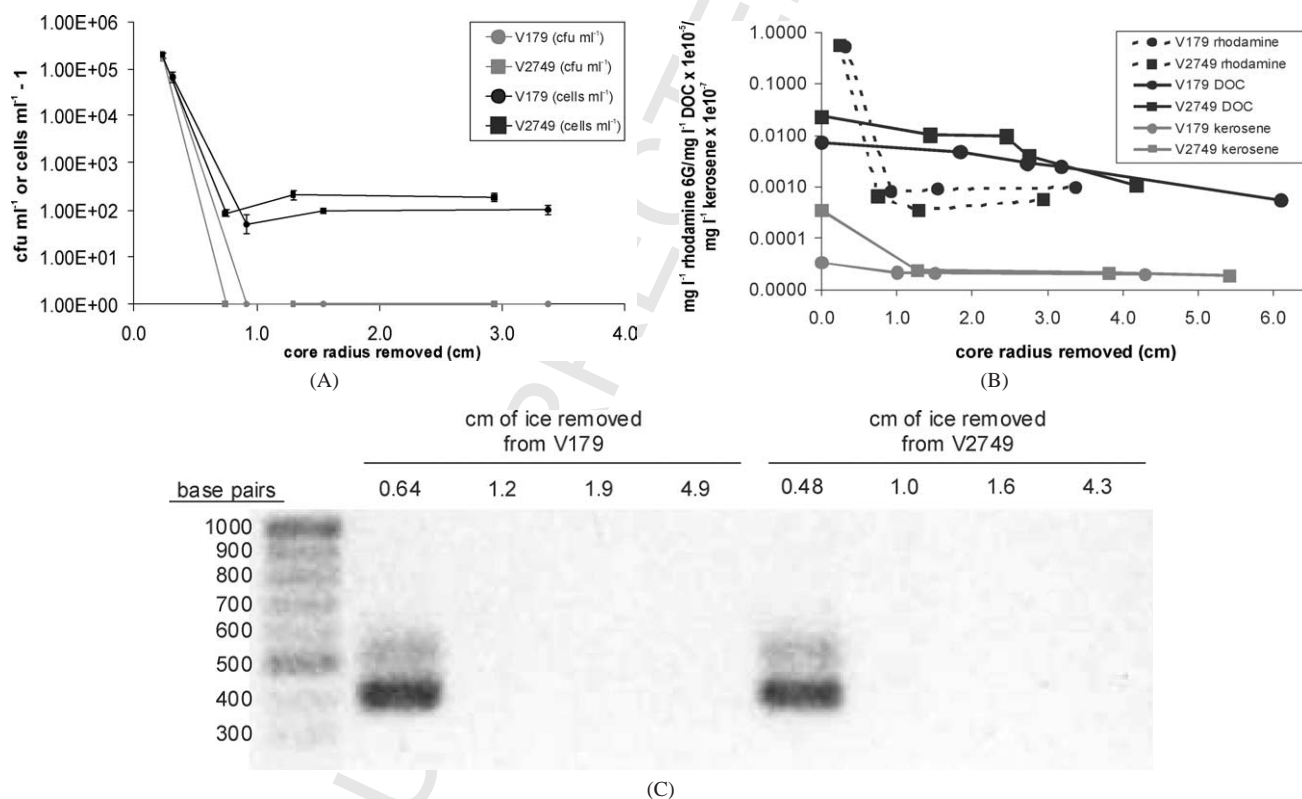 1.00E+06
1.00E+05
1.00E+04
1.00E+03
1.00E+02
1.00E+01
1.00E+00
cfu ml⁻¹ or cells ml⁻¹ - 1
0.0 1.0 2.0 3.0 4.0
core radius removed (cm)
V179 (cfu ml⁻¹)
V2749 (cfu ml⁻¹)
V179 (cells ml⁻¹)
V2749 (cells ml⁻¹)
(A)
1.0000
0.1000
0.0100
0.0010
0.0001
0.0000
mg l⁻¹ rhodamine 6G/mg l⁻¹ DOC x 1e10⁻⁵/
mg l⁻¹ kerosene x 1e10⁻⁷
0.0 1.0 2.0 3.0 4.0 5.0 6.0
core radius removed (cm)
V179 rhodamine
V2749 rhodamine
V179 DOC
V2749 DOC
V179 kerosene
V2749 kerosene
(B)
cm of ice removed
from V179
cm of ice removed
from V2749
base pairs 0.64 1.2 1.9 4.9 0.48 1.0 1.6 4.3
1000
900
800
700
600
500
400
300
(C)